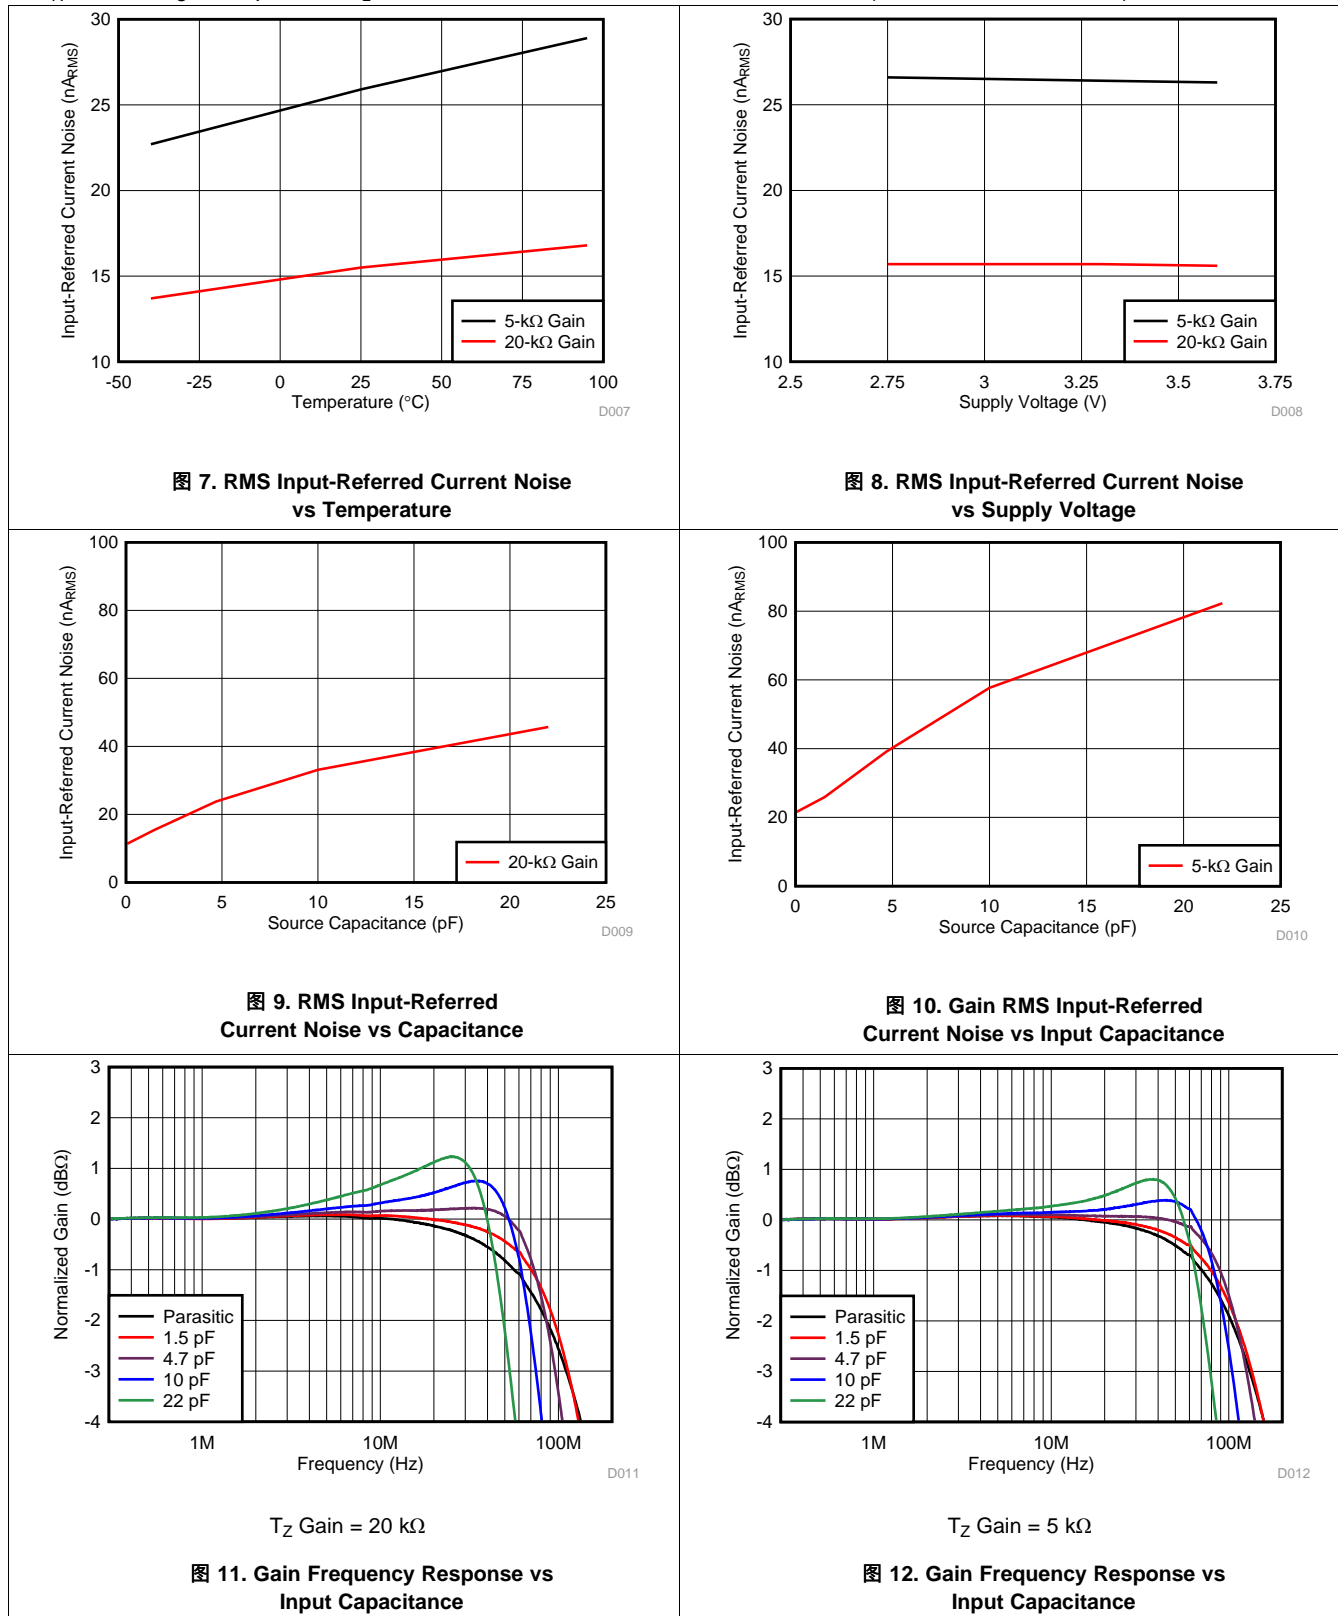 30
25
20
15
10
Input-Referred Current Noise (nARMS)
5-kΩ Gain
20-kΩ Gain
-50 -25 0 25 50 75 100
Temperature (°C)
D007
图 7. RMS Input-Referred Current Noise
vs Temperature
30
25
20
15
10
Input-Referred Current Noise (nARMS)
5-kΩ Gain
20-kΩ Gain
2.5 2.75 3 3.25 3.5 3.75
Supply Voltage (V)
D008
图 8. RMS Input-Referred Current Noise
vs Supply Voltage
100
80
60
40
20
0
Input-Referred Current Noise (nARMS)
20-kΩ Gain
0 5 10 15 20 25
Source Capacitance (pF)
D009
图 9. RMS Input-Referred
Current Noise vs Capacitance
100
80
60
40
20
0
Input-Referred Current Noise (nARMS)
5-kΩ Gain
0 5 10 15 20 25
Source Capacitance (pF)
D010
图 10. Gain RMS Input-Referred
Current Noise vs Input Capacitance
3
2
1
0
-1
-2
-3
-4
Normalized Gain (dBΩ)
Parasitic
1.5 pF
4.7 pF
10 pF
22 pF
1M 10M 100M
Frequency (Hz)
D011
TZ Gain = 20 kΩ
图 11. Gain Frequency Response vs
Input Capacitance
3
2
1
0
-1
-2
-3
-4
Normalized Gain (dBΩ)
Parasitic
1.5 pF
4.7 pF
10 pF
22 pF
1M 10M 100M
Frequency (Hz)
D012
TZ Gain = 5 kΩ
图 12. Gain Frequency Response vs
Input Capacitance